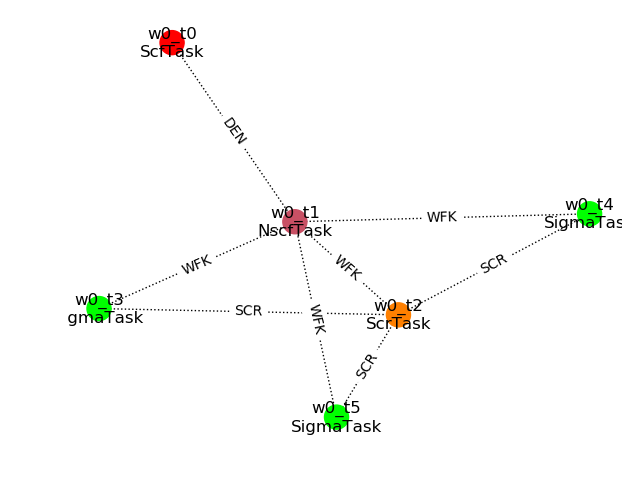 w0_t0
ScfTask
DEN
w0_t1
NscfTask
WFK
w0_t4
SigmaTas
WFK
WFK
SCR
w0_t3
gmaTask
SCR
WFK
w0_t2
ScrTask
SCR
w0_t5
SigmaTask